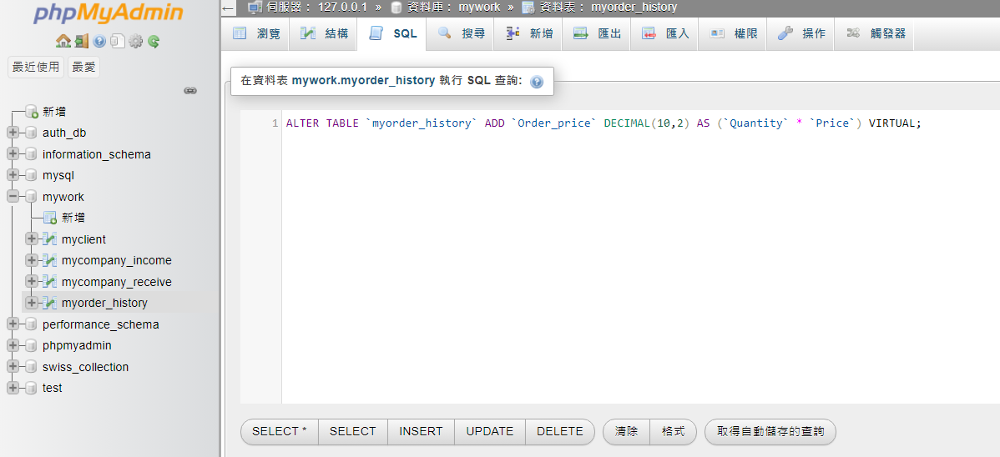 phpMyAdmin
最近使用 最愛
新增
auth_db
information_schema
mysql
mywork
新增
myclient
mycompany_income
mycompany_receive
myorder_history
performance_schema
phpmyadmin
swiss_collection
test
伺服器： 127.0.0.1 » 資料庫： mywork » 資料表： myorder_history
瀏覽 結構 SQL 搜尋 新增 匯出 匯入 權限 操作 觸發器
在資料表 mywork.myorder_history 執行 SQL 查詢:
1 ALTER TABLE `myorder_history` ADD `Order_price` DECIMAL(10,2) AS (`Quantity` * `Price`) VIRTUAL;
SELECT * SELECT INSERT UPDATE DELETE 清除 格式 取得自動儲存的查詢